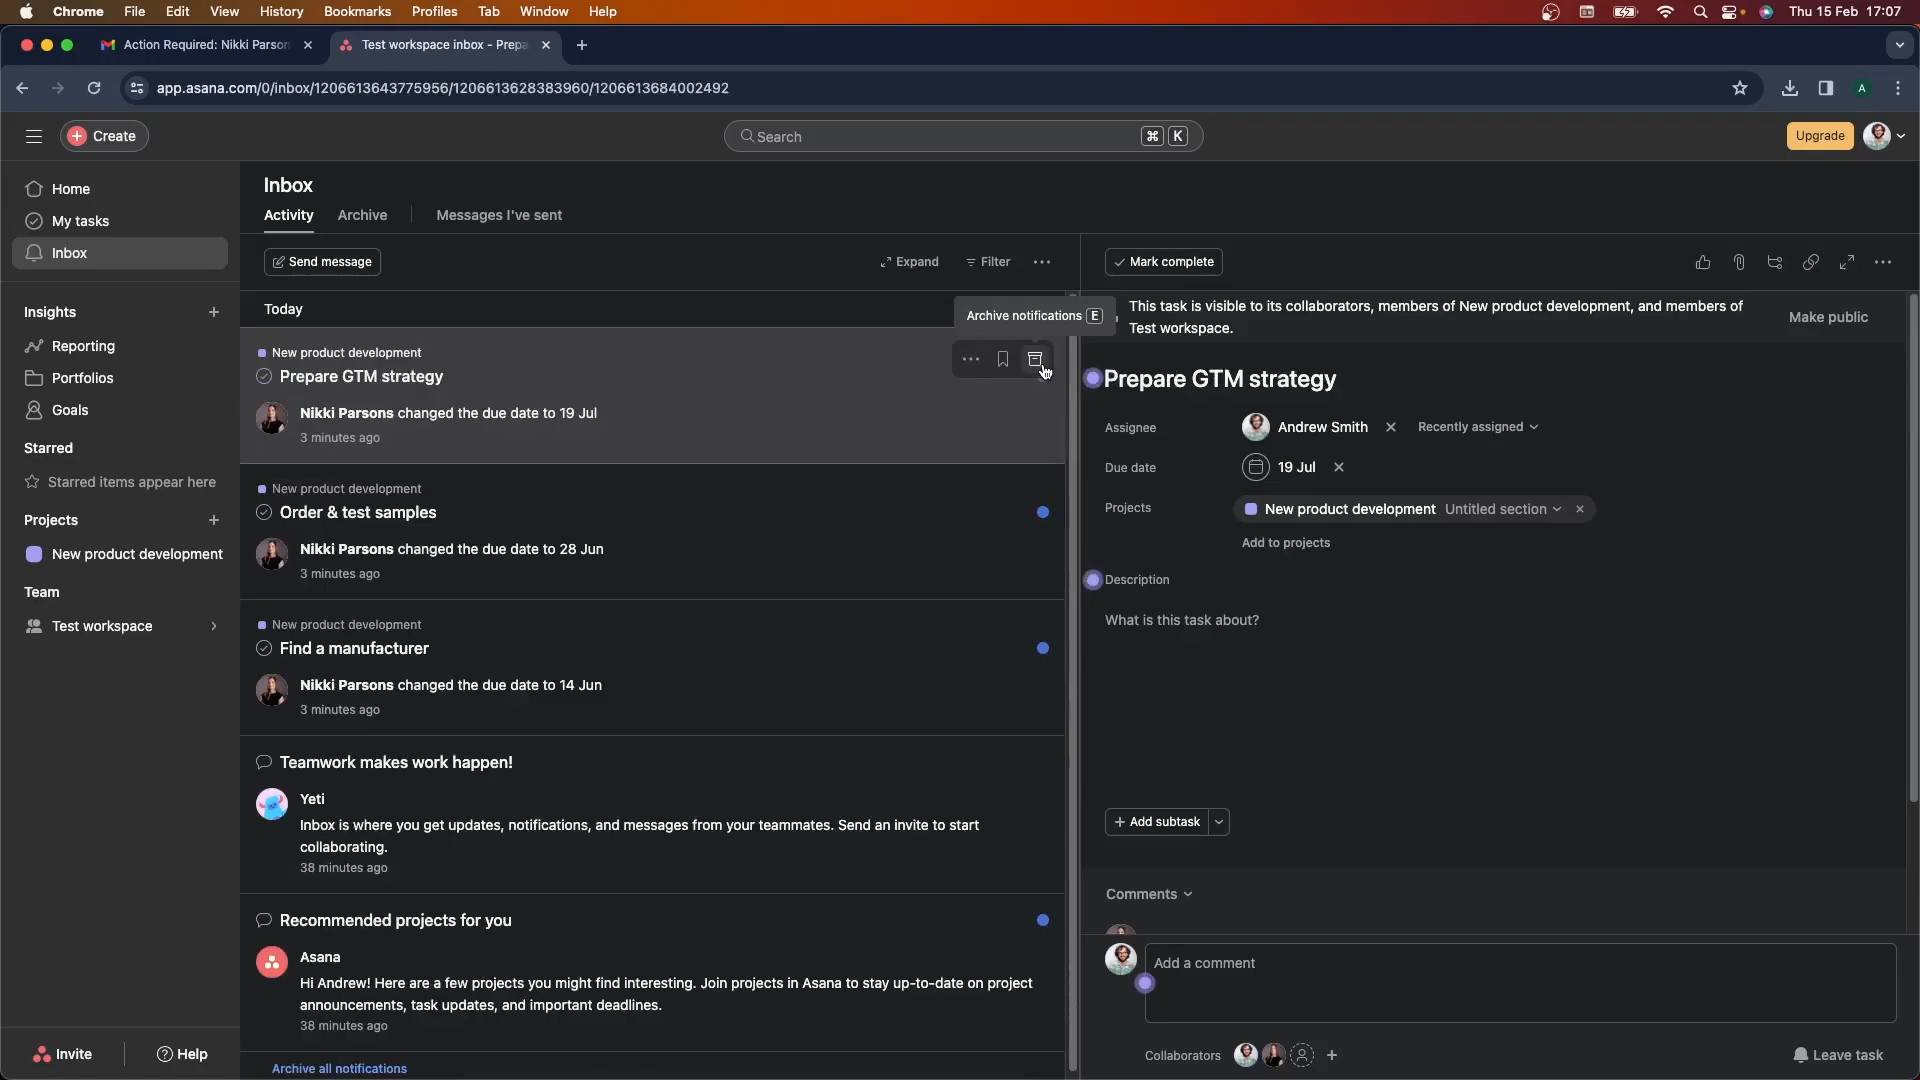 Chrome File Edit View History Bookmarks Profiles Tab Window Help Thu 15 Feb 17:07
Action Required: Nikki Parson
Test workspace inbox - Prepa
app.asana.com/0/inbox/1206613643775956/1206613628383960/1206613684002492
A
Create
Search
⌘ K
Upgrade
Home
My tasks
Inbox
Insights
Reporting
Portfolios
Goals
Starred
Starred items appear here
Projects
New product development
Team
Test workspace
Invite
Help
Inbox
Activity Archive Messages I've sent
Send message
Expand Filter
Today
Archive notifications E
New product development
Prepare GTM strategy
Nikki Parsons changed the due date to 19 Jul
3 minutes ago
New product development
Order & test samples
Nikki Parsons changed the due date to 28 Jun
3 minutes ago
New product development
Find a manufacturer
Nikki Parsons changed the due date to 14 Jun
3 minutes ago
Teamwork makes work happen!
Yeti
Inbox is where you get updates, notifications, and messages from your teammates. Send an invite to start
collaborating.
38 minutes ago
Recommended projects for you
Asana
Hi Andrew! Here are a few projects you might find interesting. Join projects in Asana to stay up-to-date on project
announcements, task updates, and important deadlines.
38 minutes ago
Archive all notifications
Mark complete
This task is visible to its collaborators, members of New product development, and members of
Test workspace.
Make public
Prepare GTM strategy
Assignee Andrew Smith Recently assigned
Due date 19 Jul
Projects New product development Untitled section
Add to projects
Description
What is this task about?
+ Add subtask
Comments
Add a comment
Collaborators
Leave task